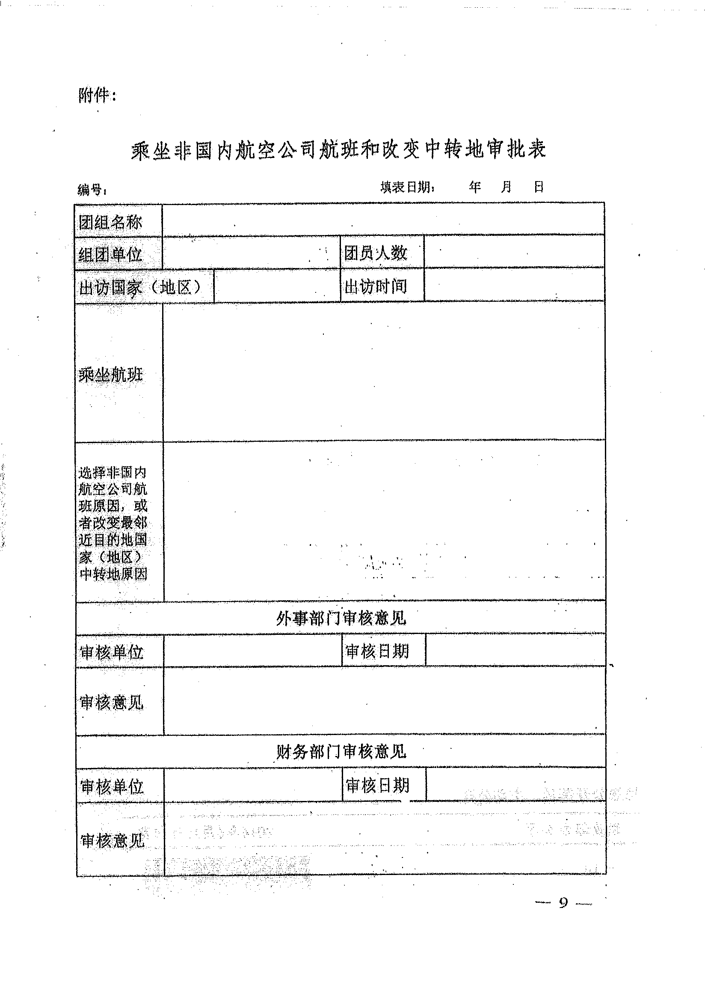 附件：
乘坐非国内航空公司航班和改变中转地审批表
编号： 填表日期： 年 月 日
团组名称
组团单位 团员人数
出访国家（地区） 出访时间
乘坐航班
选择非国内
航空公司航
班原因，或
者改变最邻
近目的地国
家（地区）
中转地原因
外事部门审核意见
审核单位 审核日期
审核意见
财务部门审核意见
审核单位 审核日期
审核意见
— 9 —